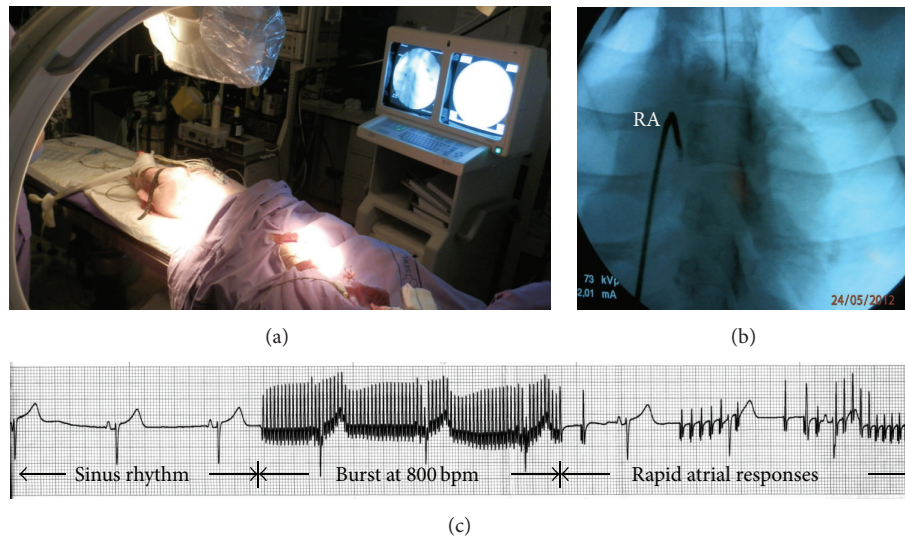 RA
73 kVp
2,01 mA
24/05/2012
(a)
(b)
Sinus rhythm
Burst at 800 bpm
Rapid atrial responses
(c)